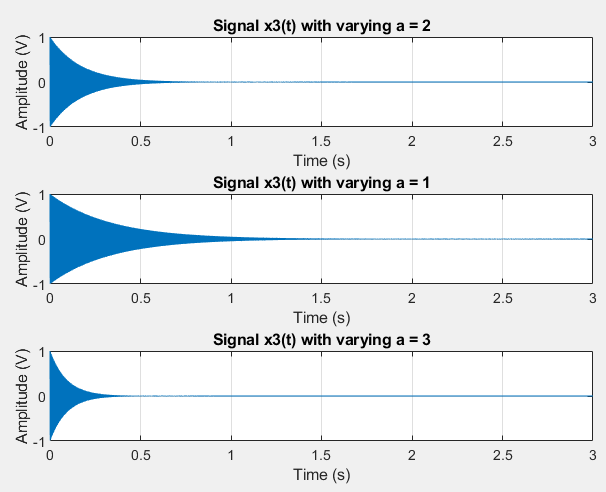 Signal x3(t) with varying a = 2
Amplitude (V)
1
0
-1
0 0.5 1 1.5 2 2.5 3
Time (s)
Signal x3(t) with varying a = 1
Amplitude (V)
1
0
-1
0 0.5 1 1.5 2 2.5 3
Time (s)
Signal x3(t) with varying a = 3
Amplitude (V)
1
0
-1
0 0.5 1 1.5 2 2.5 3
Time (s)